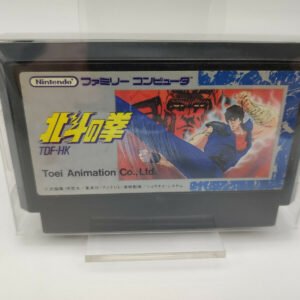 Nintendo ファミリー コンピュータ
北斗の拳
TDF-HK
Toei Animation Co., Ltd.